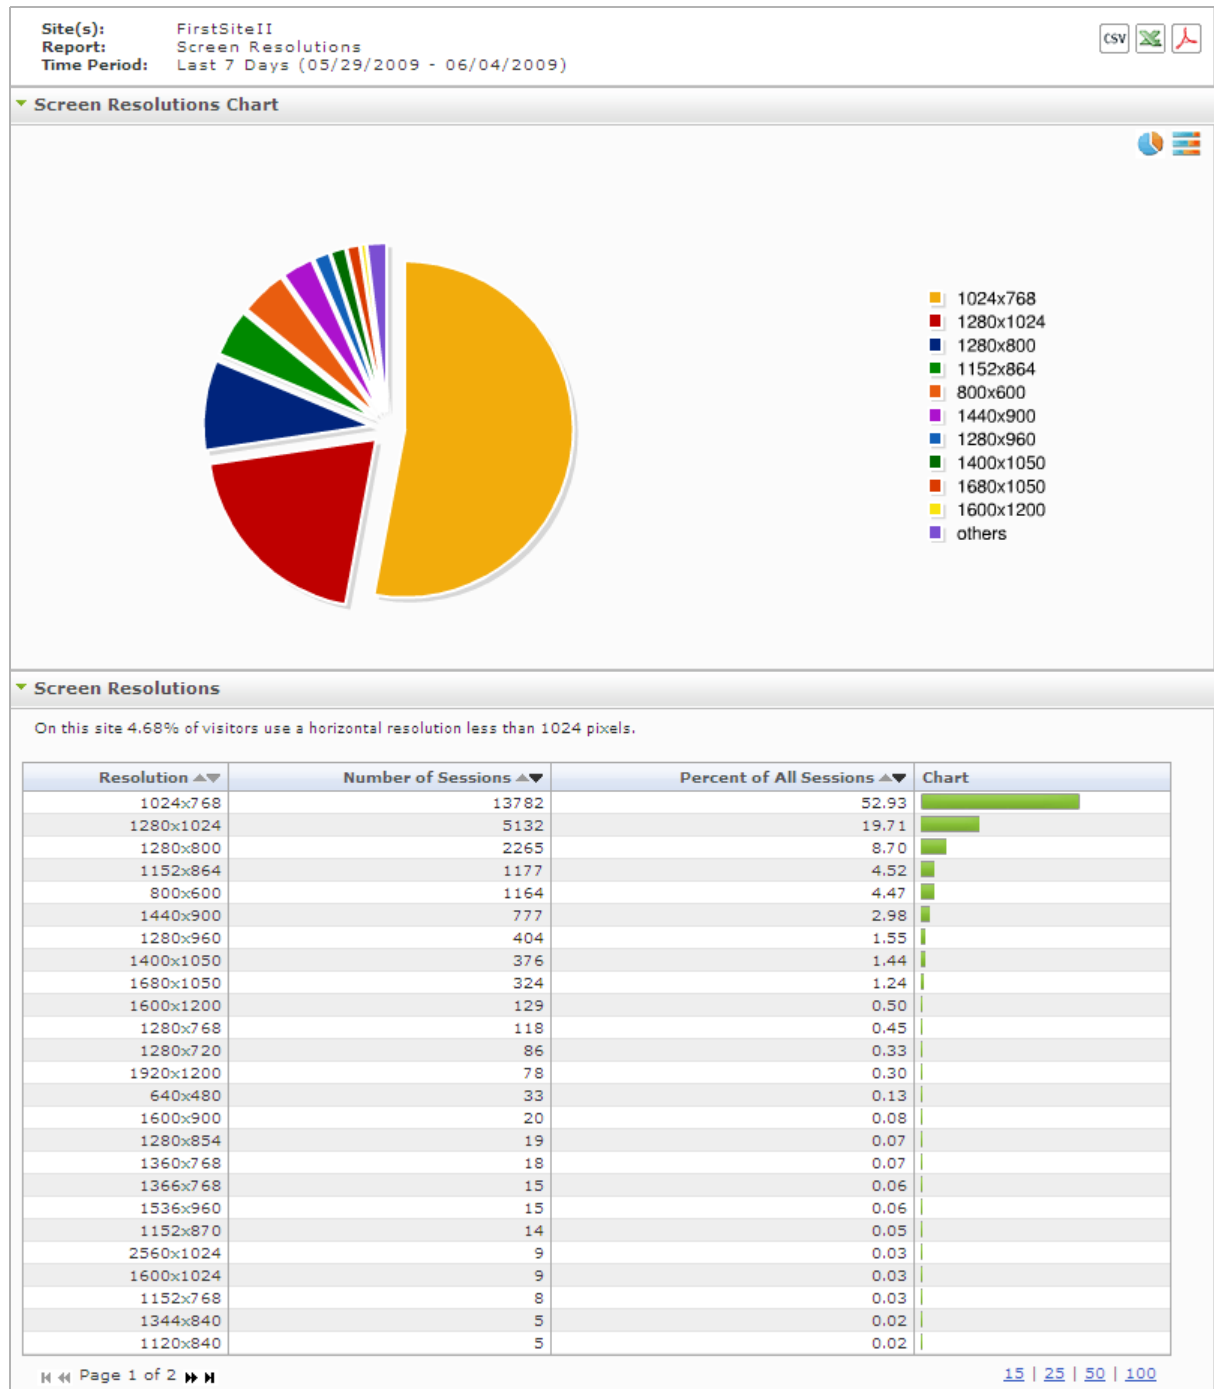 Site(s): FirstSiteII
Report: Screen Resolutions
Time Period: Last 7 Days (05/29/2009 - 06/04/2009)
CSV
Screen Resolutions Chart
1024x768
1280x1024
1280x800
1152x864
800x600
1440x900
1280x960
1400x1050
1680x1050
1600x1200
others
Screen Resolutions
On this site 4.68% of visitors use a horizontal resolution less than 1024 pixels.
Resolution Number of Sessions Percent of All Sessions Chart
1024x768 13782 52.93
1280x1024 5132 19.71
1280x800 2265 8.70
1152x864 1177 4.52
800x600 1164 4.47
1440x900 777 2.98
1280x960 404 1.55
1400x1050 376 1.44
1680x1050 324 1.24
1600x1200 129 0.50
1280x768 118 0.45
1280x720 86 0.33
1920x1200 78 0.30
640x480 33 0.13
1600x900 20 0.08
1280x854 19 0.07
1360x768 18 0.07
1366x768 15 0.06
1536x960 15 0.06
1152x870 14 0.05
2560x1024 9 0.03
1600x1024 9 0.03
1152x768 8 0.03
1344x840 5 0.02
1120x840 5 0.02
Page 1 of 2 15 | 25 | 50 | 100